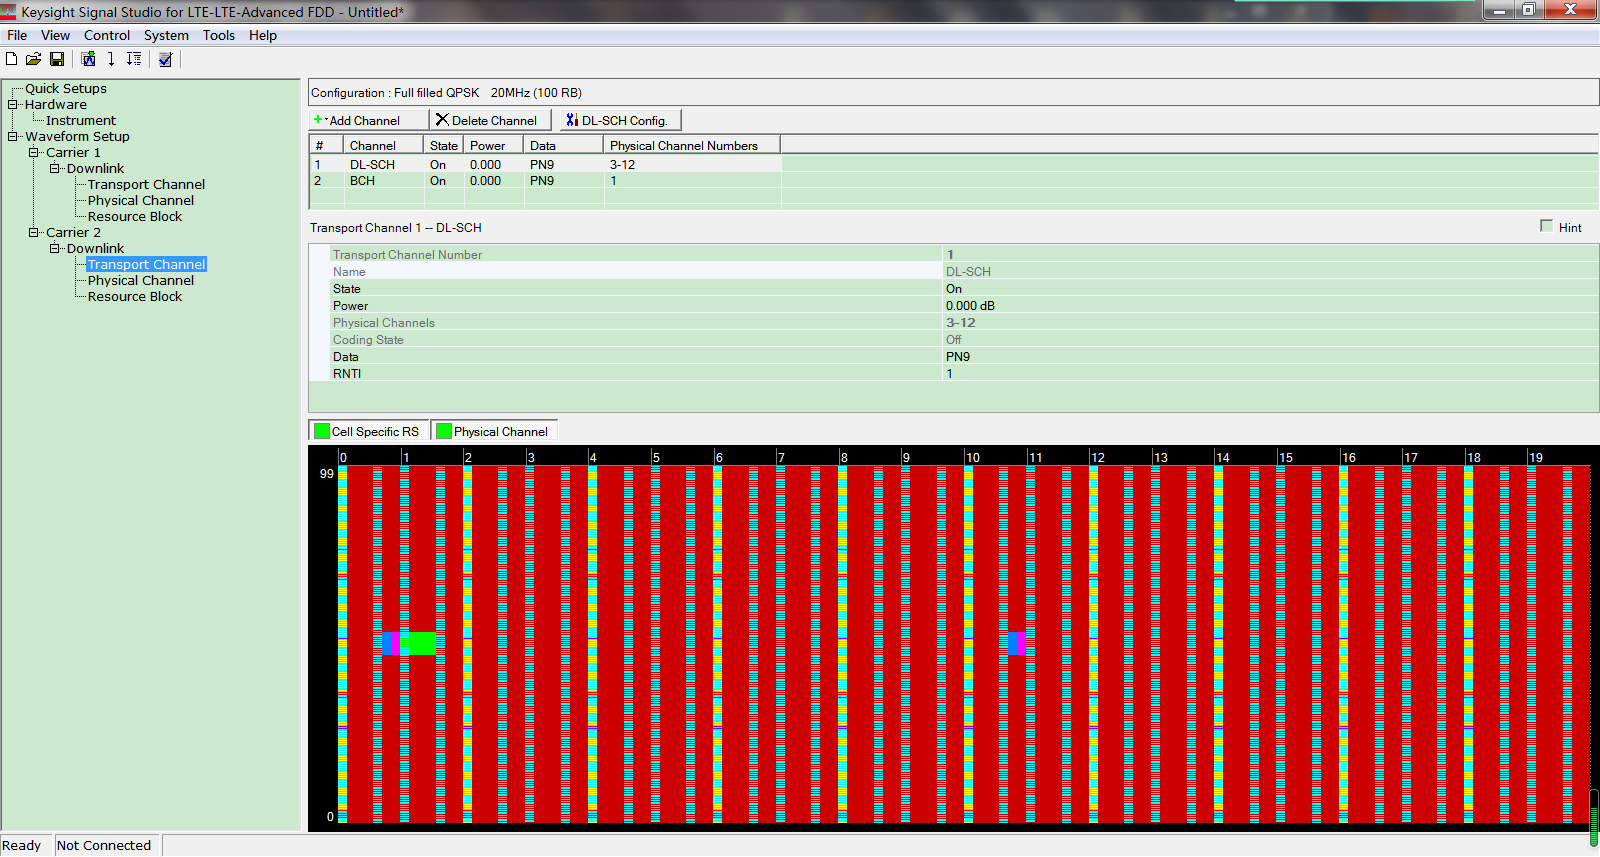 Keysight Signal Studio for LTE-LTE-Advanced FDD - Untitled*
File View Control System Tools Help
Quick Setups
Hardware
Instrument
Waveform Setup
Carrier 1
Downlink
Transport Channel
Physical Channel
Resource Block
Carrier 2
Downlink
Transport Channel
Physical Channel
Resource Block
Configuration : Full filled QPSK 20MHz (100 RB)
Add Channel Delete Channel DL-SCH Config.
# Channel State Power Data Physical Channel Numbers
1 DL-SCH On 0.000 PN9 3-12
2 BCH On 0.000 PN9 1
Transport Channel 1 -- DL-SCH Hint
Transport Channel Number 1
Name DL-SCH
State On
Power 0.000 dB
Physical Channels 3-12
Coding State Off
Data PN9
RNTI 1
Cell Specific RS Physical Channel
0 1 2 3 4 5 6 7 8 9 10 11 12 13 14 15 16 17 18 19
99
0
Ready Not Connected